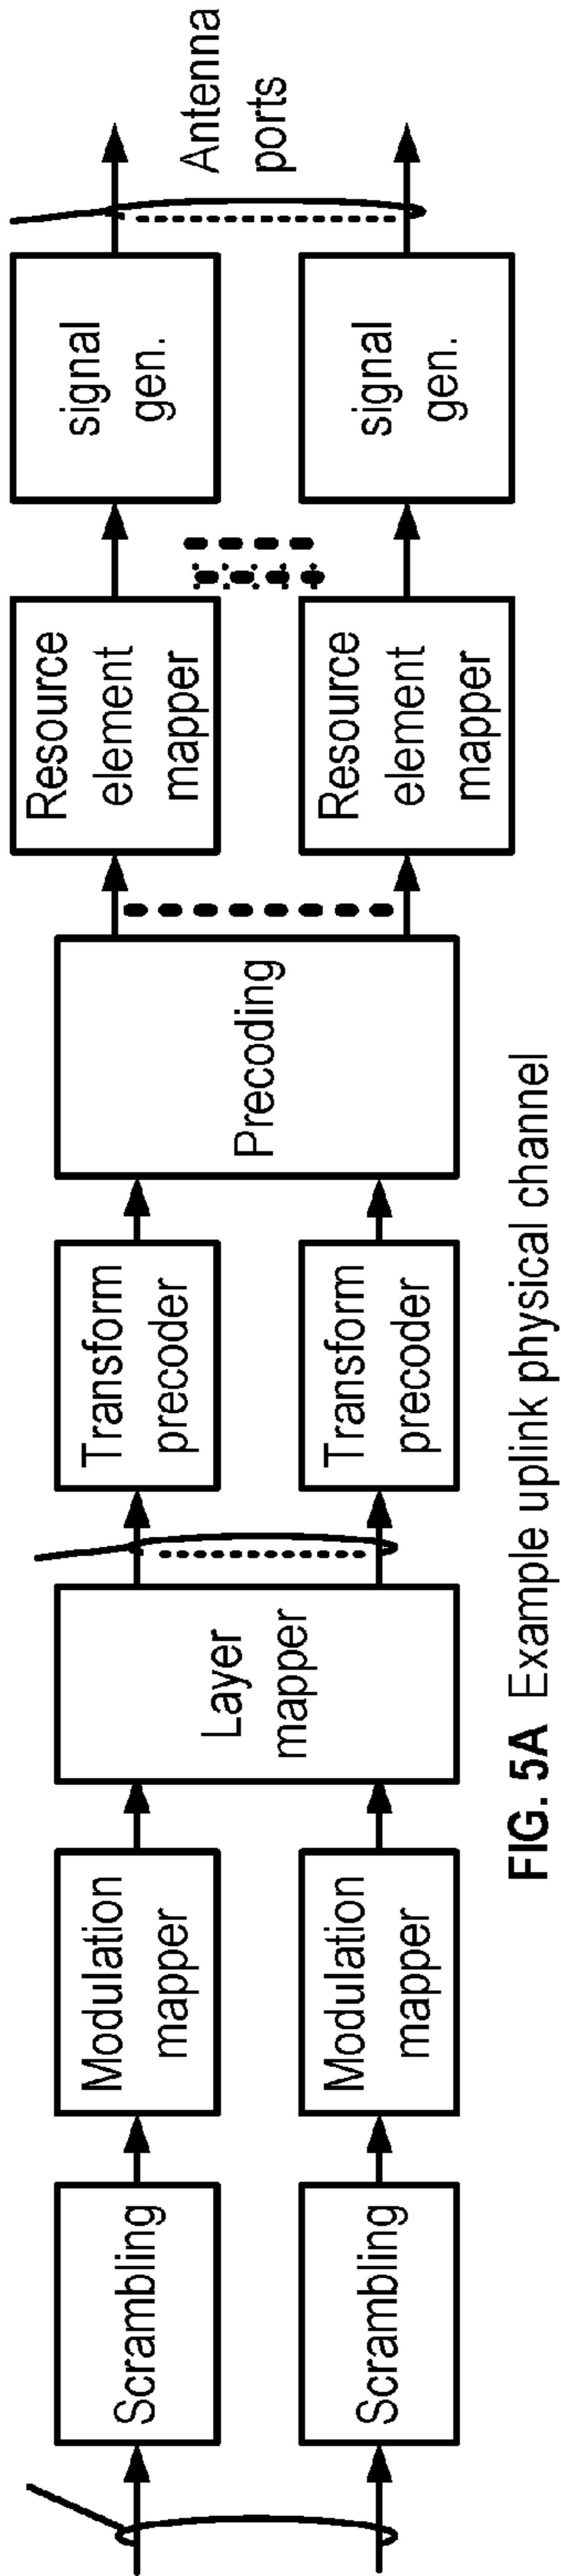 Scrambling
Scrambling
Modulation
mapper
Modulation
mapper
Layer
mapper
Transform
precoder
Transform
precoder
Precoding
Resource
element
mapper
Resource
element
mapper
signal
gen.
signal
gen.
Antenna
ports
FIG. 5A Example uplink physical channel